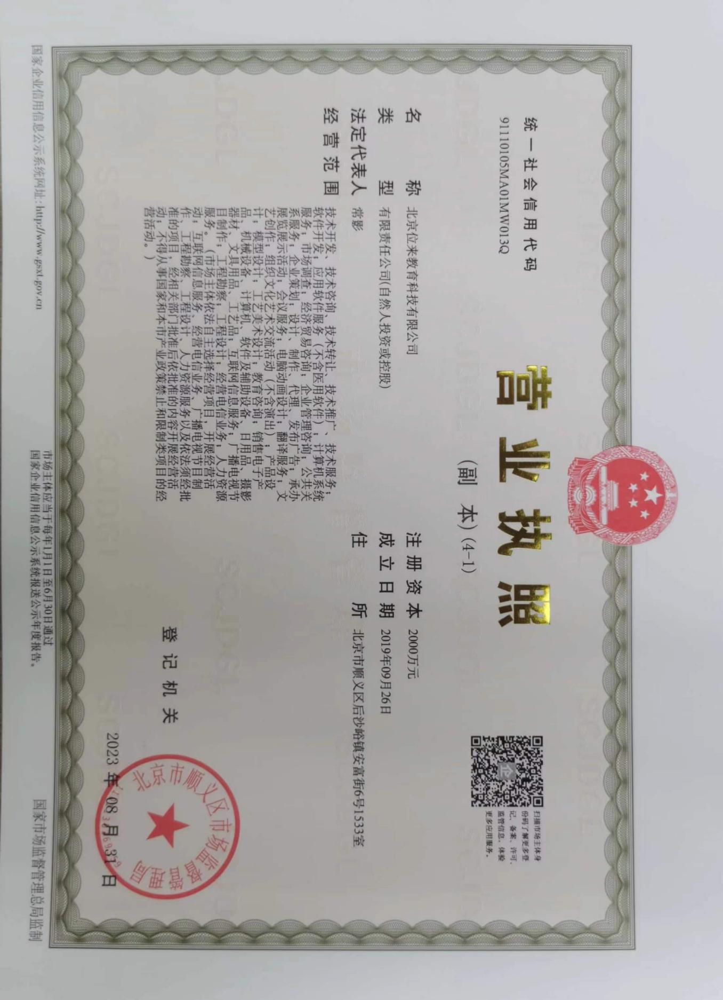 统一社会信用代码
91110105MA01MW013Q
营业执照
(副 本) (4-1)
扫描市场主体身
份码了解更多登
记、备案、许可、
监管信息,体验
更多应用服务。
名 称 北京位来教育科技有限公司
类 型 有限责任公司(自然人投资或控股)
法定代表人 常影
经营范围
技术开发、技术咨询、技术转让、技术推广、技术服务;
软件开发;应用软件服务(不含医用软件);计算机系统
服务;市场调查;经济贸易咨询;企业管理咨询;公共关
系服务;企业策划;设计、制作、代理、发布广告;承办
展览展示活动;会议服务;电脑动画设计;翻译服务;文
艺创作;组织文化艺术交流活动(不含演出);产品设
计;模型设计;工艺美术设计;教育咨询;销售电子产
品、机械设备、计算机、软件及辅助设备、日用品、摄影
器材、文具用品、工艺品;互联网信息服务;广播电视节
目制作;工程勘察;工程设计;经营电信业务;人力资源
服务。(市场主体依法自主选择经营项目,开展经营活
动;互联网信息服务、经营电信业务、广播电视节目制
作、工程勘察、工程设计、人力资源服务以及依法须经批
准的项目,经相关部门批准后依批准的内容开展经营活
动;不得从事国家和本市产业政策禁止和限制类项目的经
营活动。)
注册资本 2000万元
成立日期 2019年09月26日
住 所 北京市顺义区后沙峪镇安富街6号1533室
登记机关
北京市顺义区市场监督管理局
2023 年 08 月 31 日
国家企业信用信息公示系统网址:http://www.gsxt.gov.cn
市场主体应当于每年1月1日至6月30日通过
国家企业信用信息公示系统报送公示年度报告。
国家市场监督管理总局监制